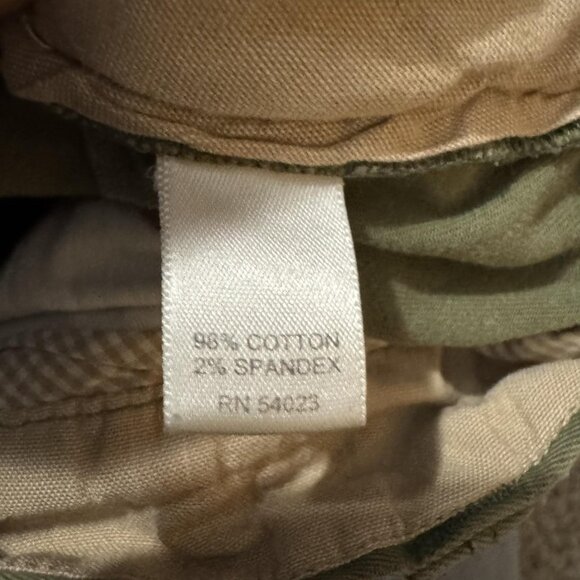 98% COTTON
2% SPANDEX
RN 54023